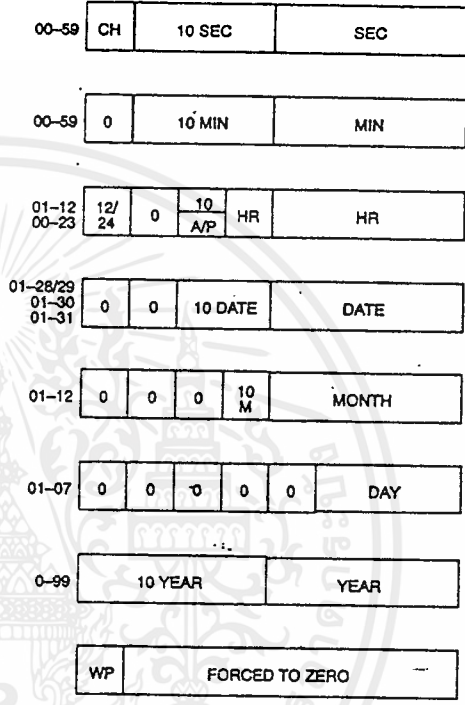 00–59 CH 10 SEC SEC
00–59 0 10 MIN MIN
01–12 00–23 12/24 0 10 A/P HR HR
01–28/29 01–30 01–31 0 0 10 DATE DATE
01–12 0 0 0 10 M MONTH
01–07 0 0 0 0 0 DAY
0–99 10 YEAR YEAR
WP FORCED TO ZERO